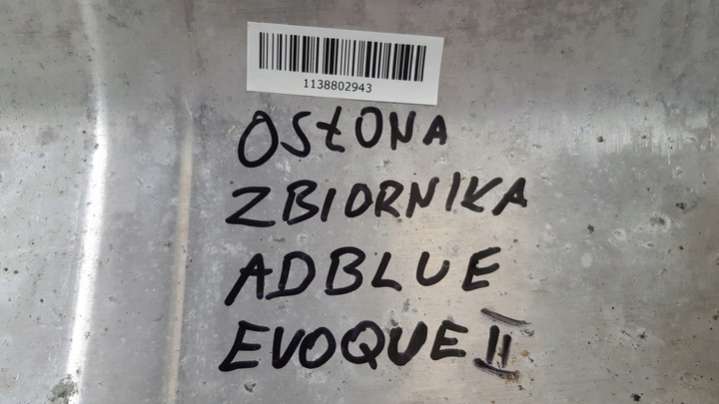 1138802943
OSŁONA
ZBIORNIKA
ADBLUE
EVOQUE II